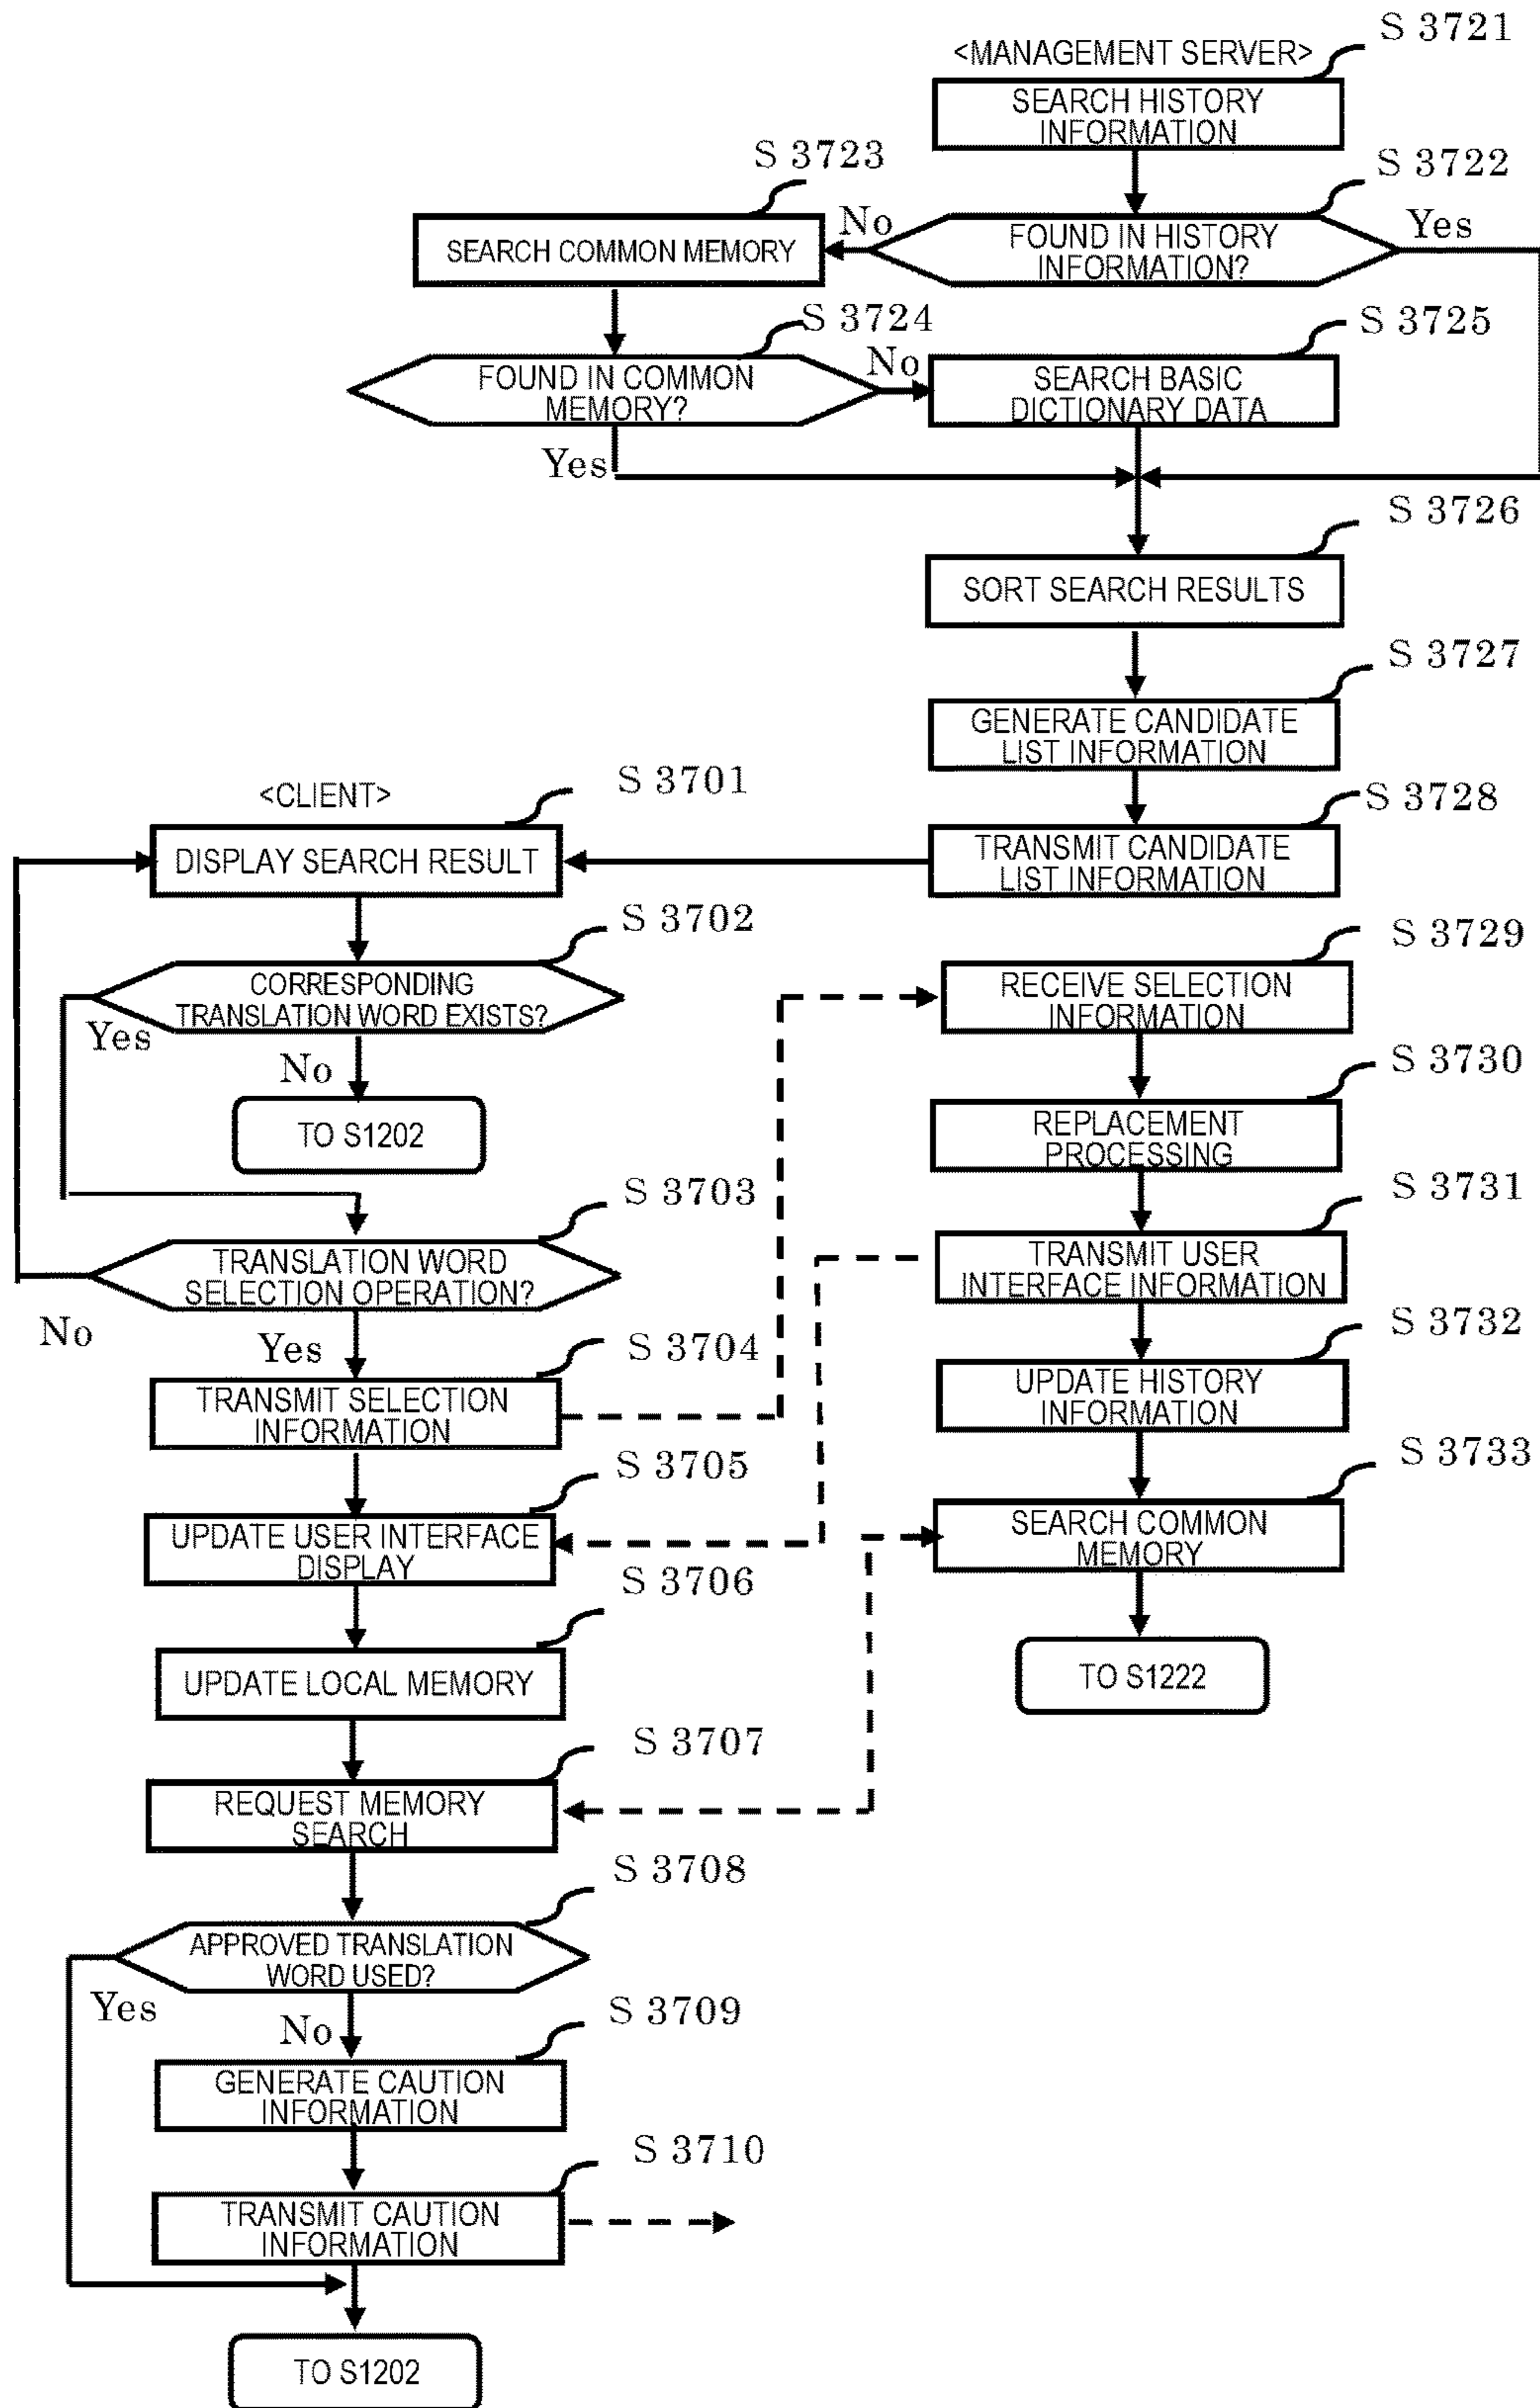 S 3721
<MANAGEMENT SERVER>
SEARCH HISTORY
INFORMATION
S 3723
S 3722
No
Yes
SEARCH COMMON MEMORY
FOUND IN HISTORY
INFORMATION?
S 3724
S 3725
No
FOUND IN COMMON
MEMORY?
SEARCH BASIC
DICTIONARY DATA
Yes
S 3726
SORT SEARCH RESULTS
S 3727
GENERATE CANDIDATE
LIST INFORMATION
S 3701
<CLIENT>
S 3728
DISPLAY SEARCH RESULT
TRANSMIT CANDIDATE
LIST INFORMATION
S 3702
S 3729
CORRESPONDING
TRANSLATION WORD EXISTS?
RECEIVE SELECTION
INFORMATION
Yes
No
S 3730
TO S1202
REPLACEMENT
PROCESSING
S 3703
S 3731
TRANSLATION WORD
SELECTION OPERATION?
TRANSMIT USER
INTERFACE INFORMATION
No
Yes
S 3704
S 3732
TRANSMIT SELECTION
INFORMATION
UPDATE HISTORY
INFORMATION
S 3705
S 3733
UPDATE USER INTERFACE
DISPLAY
SEARCH COMMON
MEMORY
S 3706
UPDATE LOCAL MEMORY
TO S1222
S 3707
REQUEST MEMORY
SEARCH
S 3708
APPROVED TRANSLATION
WORD USED?
Yes
No
S 3709
GENERATE CAUTION
INFORMATION
S 3710
TRANSMIT CAUTION
INFORMATION
TO S1202